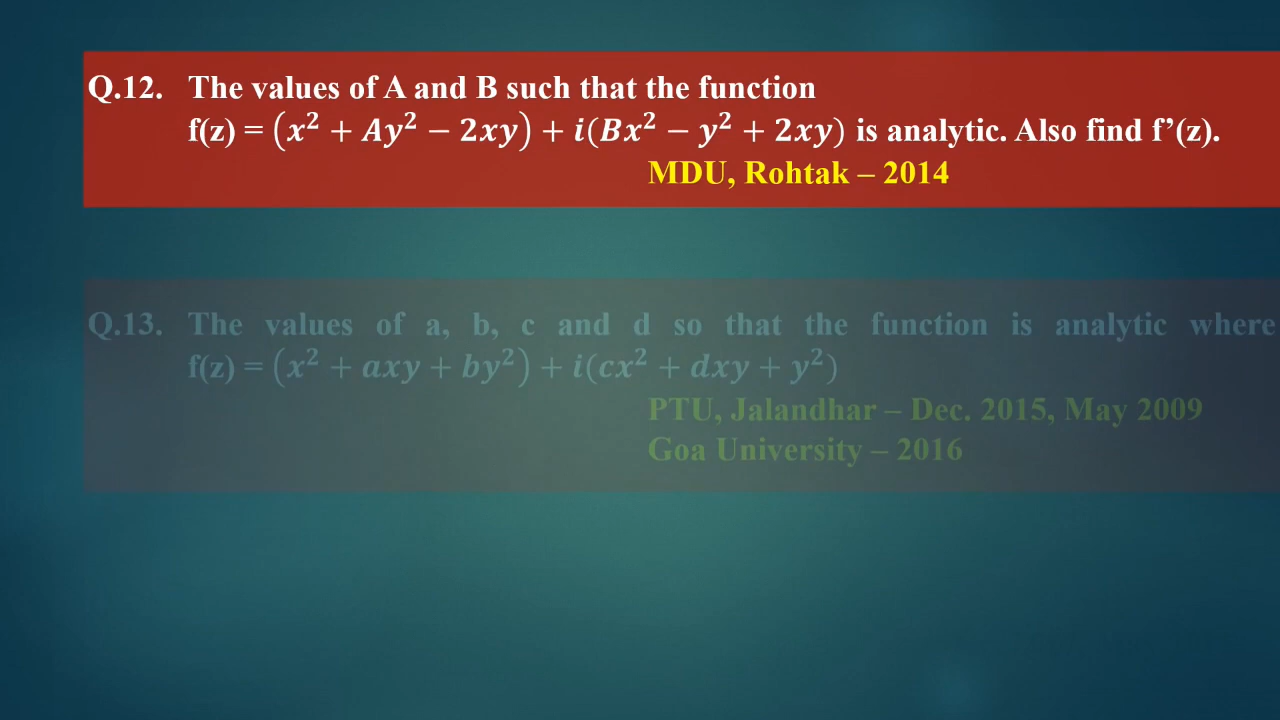 Q.12. The values of A and B such that the function
f(z) = (x² + Ay² − 2xy) + i(Bx² − y² + 2xy) is analytic. Also find f’(z).
MDU, Rohtak – 2014
Q.13. The values of a, b, c and d so that the function is analytic where
f(z) = (x² + axy + by²) + i(cx² + dxy + y²)
PTU, Jalandhar – Dec. 2015, May 2009
Goa University – 2016